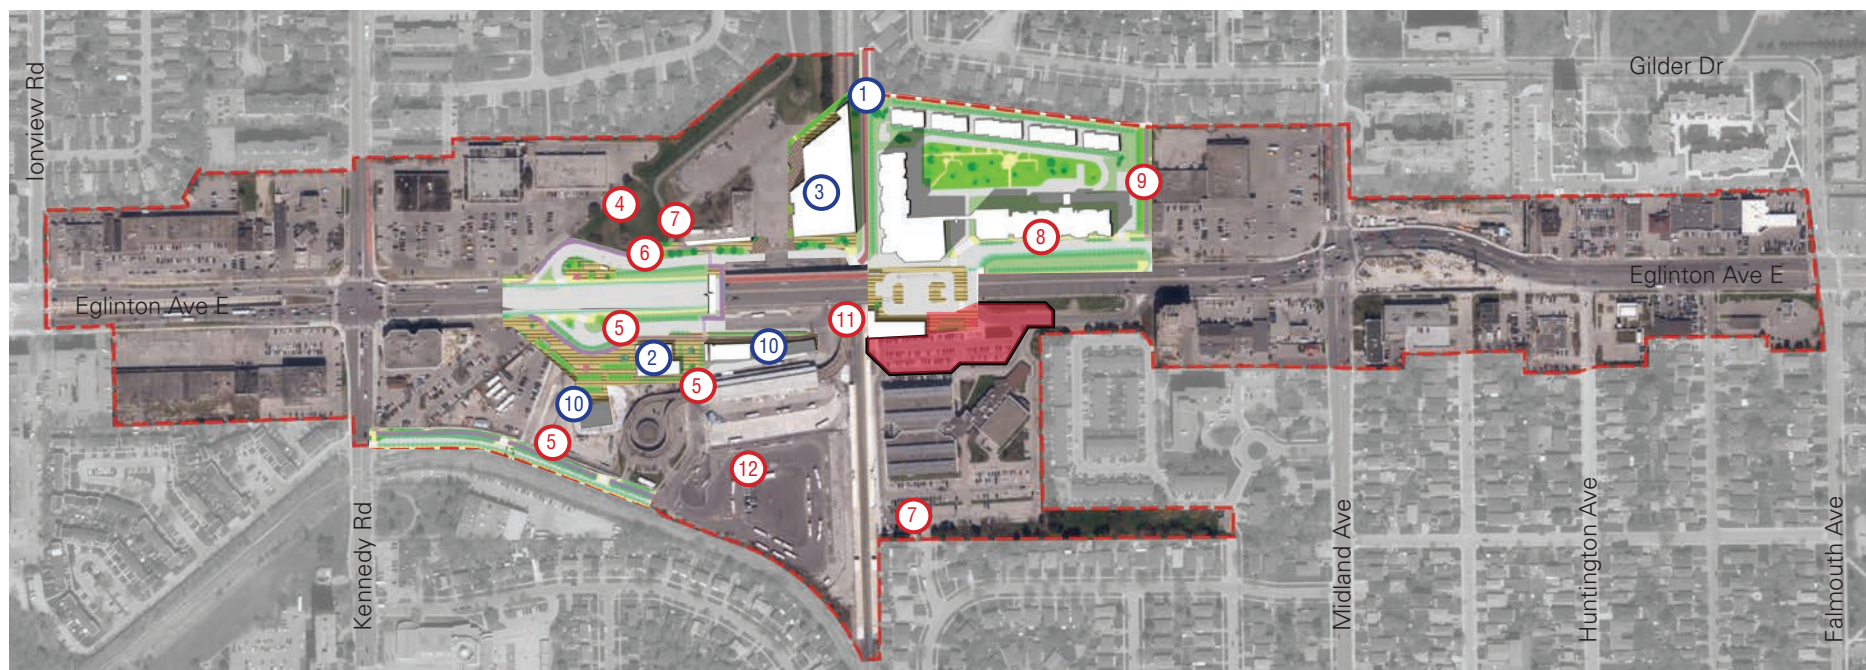 1
Gilder Dr
Ionview Rd
9
3
4
7
8
6
Eglinton Ave E
Eglinton Ave E
11
5
10
2
5
10
5
12
7
Kennedy Rd
Midland Ave
Huntington Ave
Falmouth Ave